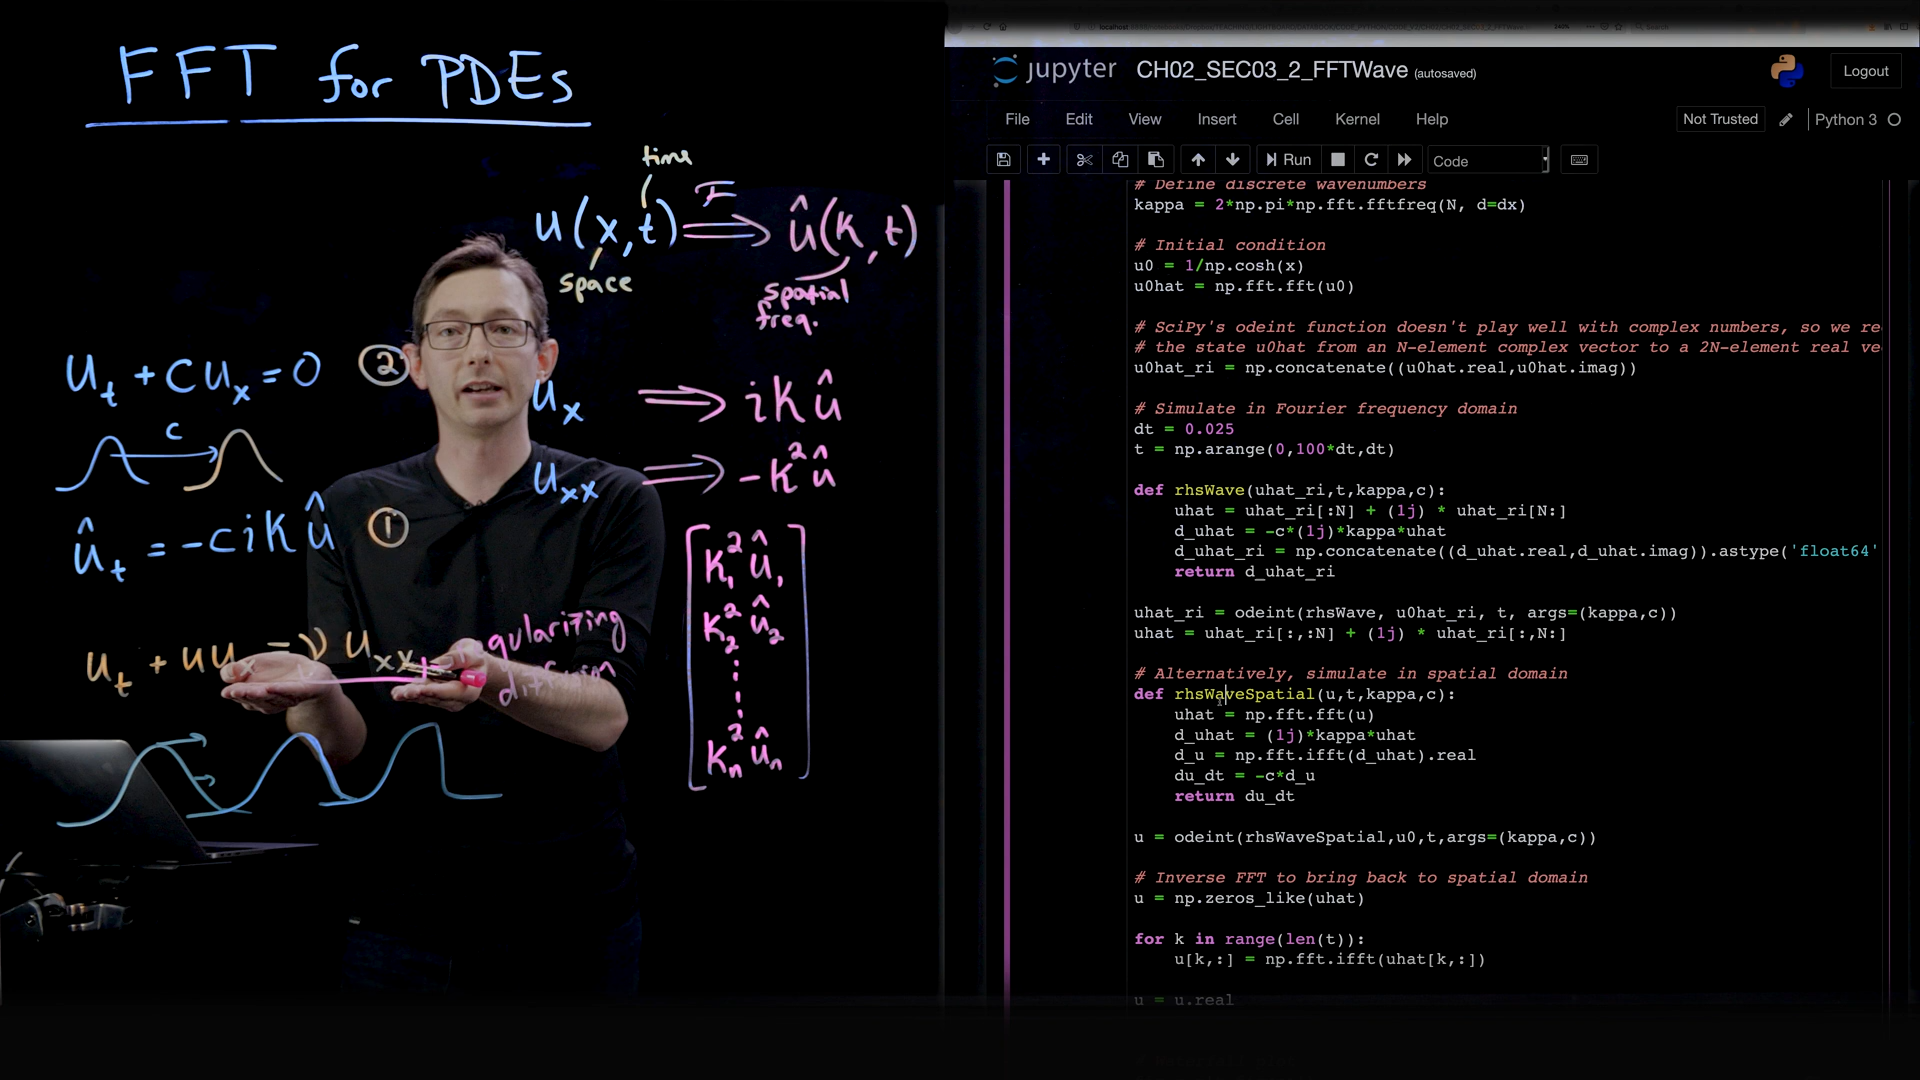 FFT for PDEs
time
u(x,t) F⟹ û(k,t)
space
spatial
freq.
u_t + cu_x = 0 ②
u_x ⟹ ikû
c
u_xx ⟹ -k²û
û_t = -cikû ①
k₁²û₁
k₂²û₂
⋮
kₙ²ûₙ
u_t + uu_x = νu_xx
diffusion
jupyter CH02_SEC03_2_FFTWave (autosaved)
Logout
File Edit View Insert Cell Kernel Help
Not Trusted Python 3
Run Code
# Define discrete wavenumbers
kappa = 2*np.pi*np.fft.fftfreq(N, d=dx)
# Initial condition
u0 = 1/np.cosh(x)
u0hat = np.fft.fft(u0)
# SciPy's odeint function doesn't play well with complex numbers, so we re
# the state u0hat from an N-element complex vector to a 2N-element real ve
u0hat_ri = np.concatenate((u0hat.real,u0hat.imag))
# Simulate in Fourier frequency domain
dt = 0.025
t = np.arange(0,100*dt,dt)
def rhsWave(uhat_ri,t,kappa,c):
    uhat = uhat_ri[:N] + (1j) * uhat_ri[N:]
    d_uhat = -c*(1j)*kappa*uhat
    d_uhat_ri = np.concatenate((d_uhat.real,d_uhat.imag)).astype('float64'
    return d_uhat_ri
uhat_ri = odeint(rhsWave, u0hat_ri, t, args=(kappa,c))
uhat = uhat_ri[:,:N] + (1j) * uhat_ri[:,N:]
# Alternatively, simulate in spatial domain
def rhsWaveSpatial(u,t,kappa,c):
    uhat = np.fft.fft(u)
    d_uhat = (1j)*kappa*uhat
    d_u = np.fft.ifft(d_uhat).real
    du_dt = -c*d_u
    return du_dt
u = odeint(rhsWaveSpatial,u0,t,args=(kappa,c))
# Inverse FFT to bring back to spatial domain
u = np.zeros_like(uhat)
for k in range(len(t)):
    u[k,:] = np.fft.ifft(uhat[k,:])
u = u.real